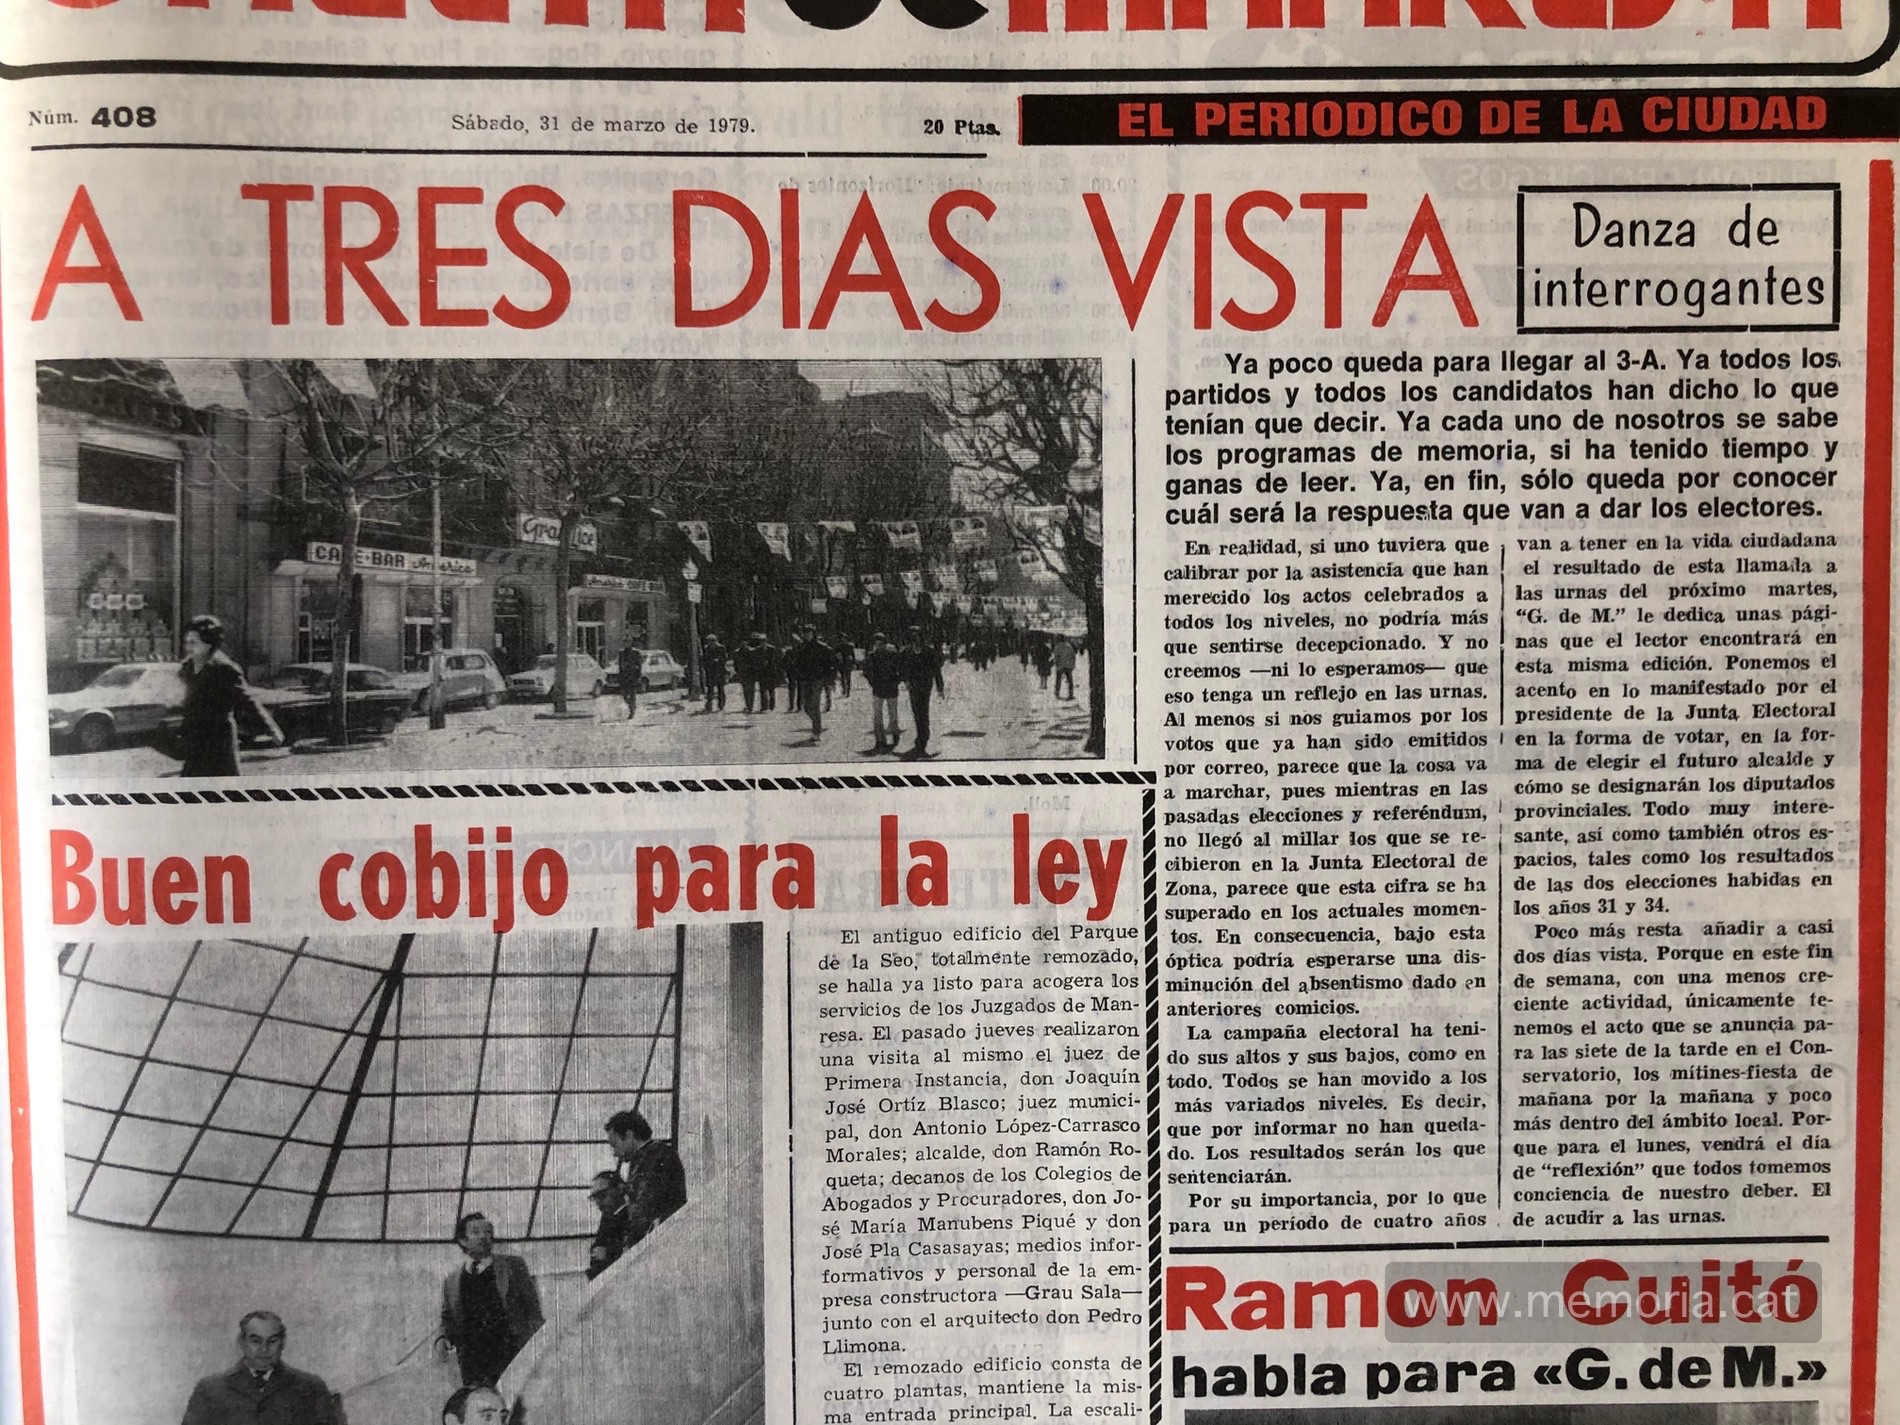 Núm. 408
Sábado, 31 de marzo de 1979.
20 Ptas.
EL PERIODICO DE LA CIUDAD
A TRES DIAS VISTA
Danza de
interrogantes
CAFE-BAR América
Ya poco queda para llegar al 3-A. Ya todos los
partidos y todos los candidatos han dicho lo que
tenían que decir. Ya cada uno de nosotros se sabe
los programas de memoria, si ha tenido tiempo y
ganas de leer. Ya, en fin, sólo queda por conocer
cuál será la respuesta que van a dar los electores.
En realidad, si uno tuviera que
calibrar por la asistencia que han
merecido los actos celebrados a
todos los niveles, no podría más
que sentirse decepcionado. Y no
creemos —ni lo esperamos— que
eso tenga un reflejo en las urnas.
Al menos si nos guiamos por los
votos que ya han sido emitidos
por correo, parece que la cosa va
a marchar, pues mientras en las
pasadas elecciones y referéndum,
no llegó al millar los que se re-
cibieron en la Junta Electoral de
Zona, parece que esta cifra se ha
superado en los actuales momen-
tos. En consecuencia, bajo esta
óptica podría esperarse una dis-
minución del absentismo dado en
anteriores comicios.
La campaña electoral ha teni-
do sus altos y sus bajos, como en
todo. Todos se han movido a los
más variados niveles. Es decir,
que por informar no han queda-
do. Los resultados serán los que
sentenciarán.
Por su importancia, por lo que
para un período de cuatro años
van a tener en la vida ciudadana
el resultado de esta llamada a
las urnas del próximo martes,
“G. de M.” le dedica unas pági-
nas que el lector encontrará en
esta misma edición. Ponemos el
acento en lo manifestado por el
presidente de la Junta Electoral
en la forma de votar, en la for-
ma de elegir el futuro alcalde y
cómo se designarán los diputados
provinciales. Todo muy intere-
sante, así como también otros es-
pacios, tales como los resultados
de las dos elecciones habidas en
los años 31 y 34.
Poco más resta añadir a casi
dos días vista. Porque en este fin
de semana, con una menos cre-
ciente actividad, únicamente te-
nemos el acto que se anuncia pa-
ra las siete de la tarde en el Con-
servatorio, los mítines-fiesta de
mañana por la mañana y poco
más dentro del ámbito local. Por-
que para el lunes, vendrá el día
de “reflexión” que todos tomemos
conciencia de nuestro deber. El
de acudir a las urnas.
Buen cobijo para la ley
El antiguo edificio del Parque
de la Seo, totalmente remozado,
se halla ya listo para acogera los
servicios de los Juzgados de Man-
resa. El pasado jueves realizaron
una visita al mismo el juez de
Primera Instancia, don Joaquín
José Ortíz Blasco; juez munici-
pal, don Antonio López-Carrasco
Morales; alcalde, don Ramón Ro-
queta; decanos de los Colegios de
Abogados y Procuradores, don Jo-
sé María Manubens Piqué y don
José Pla Casasayas; medios infor-
formativos y personal de la em-
presa constructora —Grau Sala—
junto con el arquitecto don Pedro
Llimona.
El remozado edificio consta de
cuatro plantas, mantiene la mis-
ma entrada principal. La escali-
Ramon Guitó
www.memoria.cat
habla para «G. de M.»